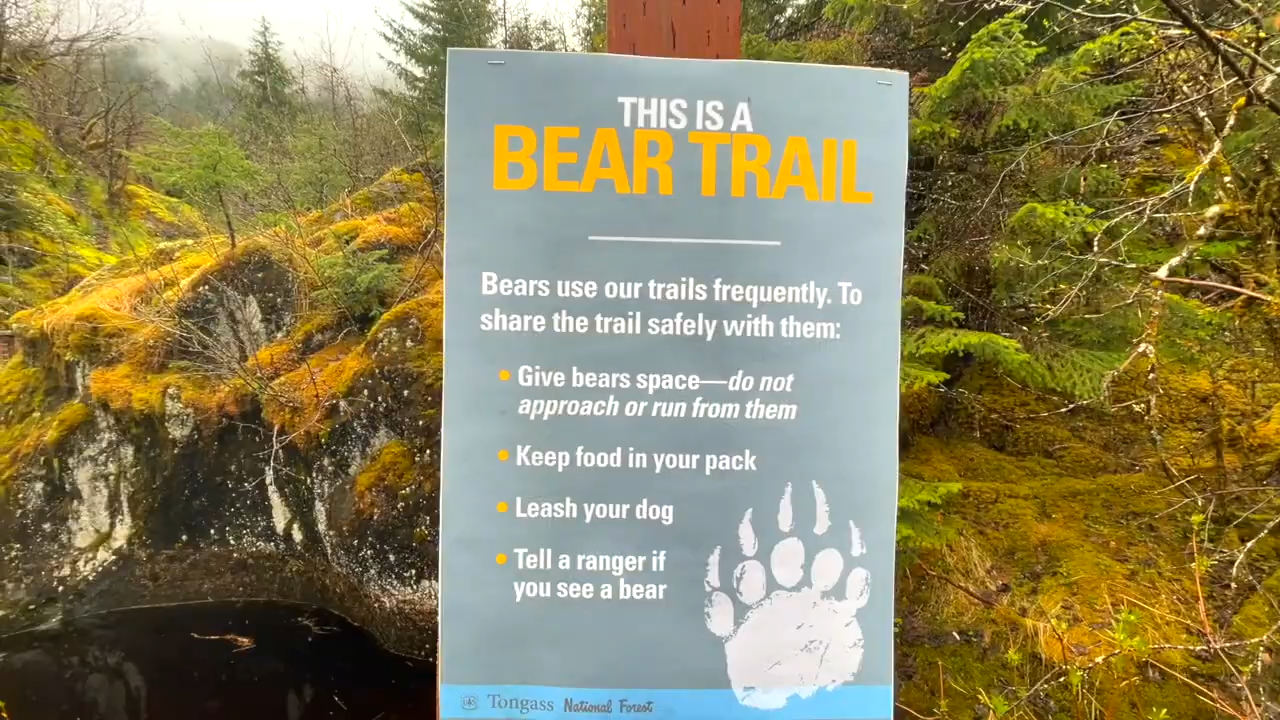 THIS IS A
BEAR TRAIL
Bears use our trails frequently. To
share the trail safely with them:
• Give bears space—do not
approach or run from them
• Keep food in your pack
• Leash your dog
• Tell a ranger if
you see a bear
UAS Tongass National Forest